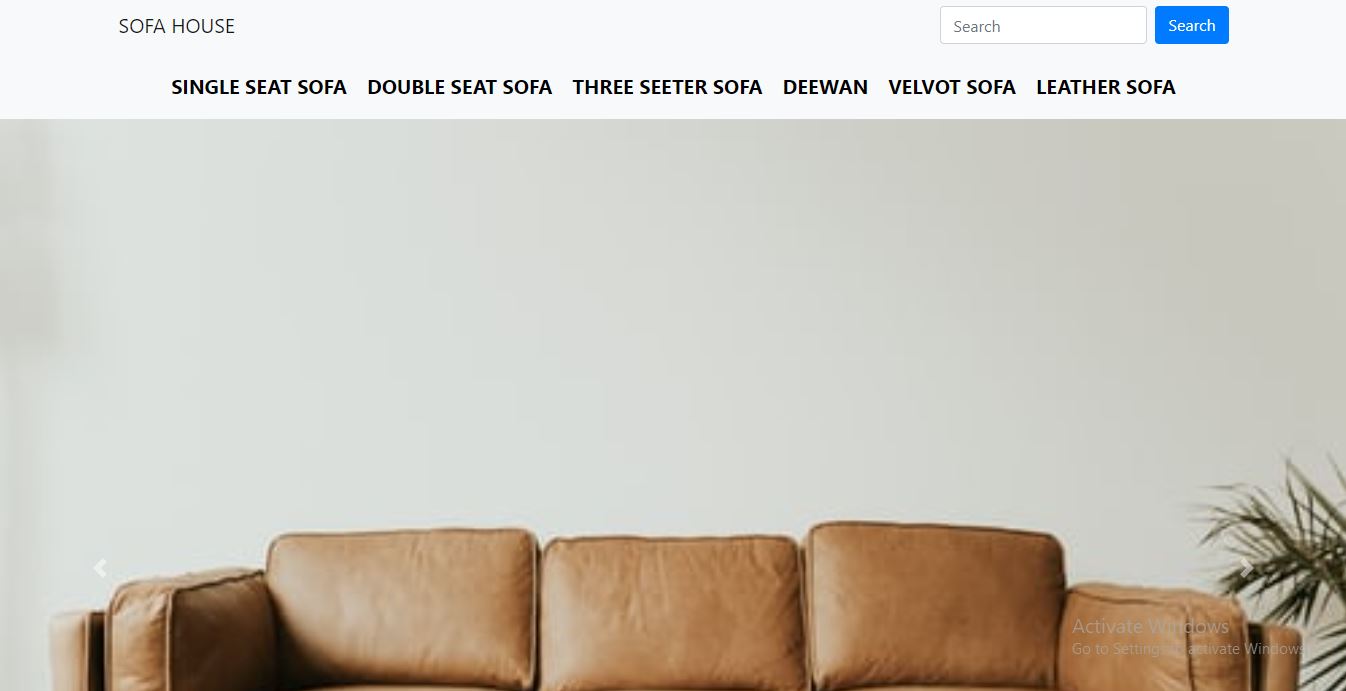 SOFA HOUSE
Search
Search
SINGLE SEAT SOFA DOUBLE SEAT SOFA THREE SEETER SOFA DEEWAN VELVOT SOFA LEATHER SOFA
Activate Windows
Go to Settings to activate Windows.